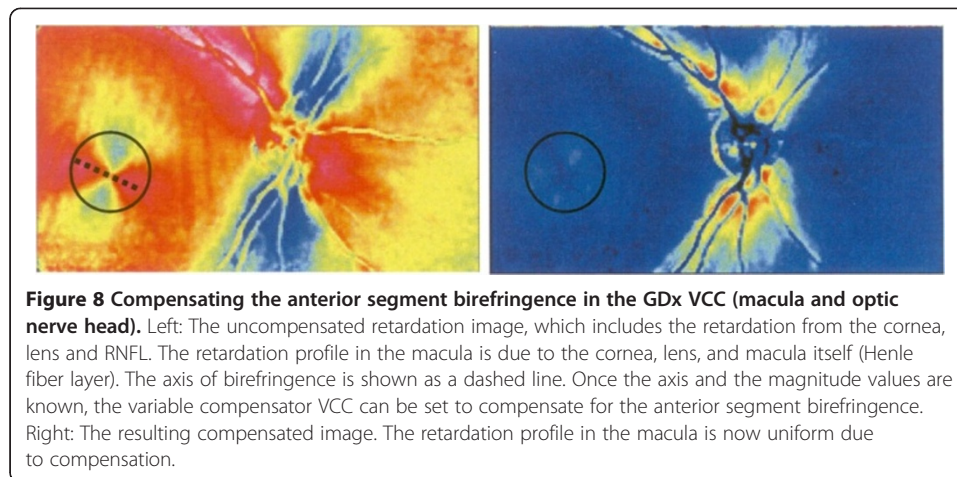 Figure 8 Compensating the anterior segment birefringence in the GDx VCC (macula and optic
nerve head). Left: The uncompensated retardation image, which includes the retardation from the cornea,
lens and RNFL. The retardation profile in the macula is due to the cornea, lens, and macula itself (Henle
fiber layer). The axis of birefringence is shown as a dashed line. Once the axis and the magnitude values are
known, the variable compensator VCC can be set to compensate for the anterior segment birefringence.
Right: The resulting compensated image. The retardation profile in the macula is now uniform due
to compensation.